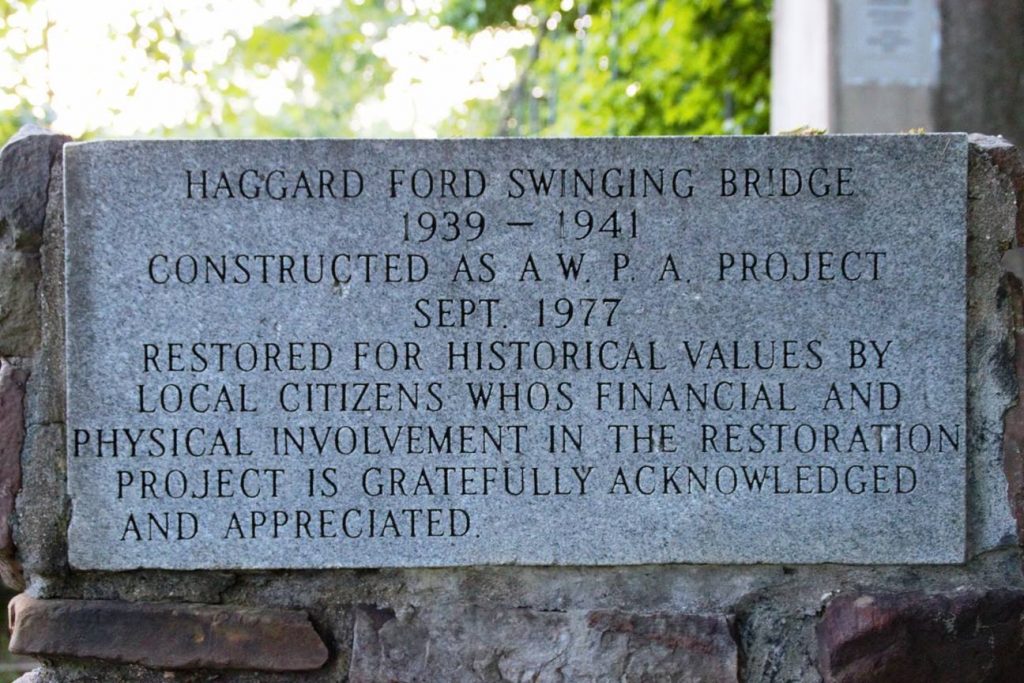 HAGGARD FORD SWINGING BRIDGE
1939 – 1941
CONSTRUCTED AS A W. P. A. PROJECT
SEPT. 1977
RESTORED FOR HISTORICAL VALUES BY
LOCAL CITIZENS WHOS FINANCIAL AND
PHYSICAL INVOLVEMENT IN THE RESTORATION
PROJECT IS GRATEFULLY ACKNOWLEDGED
AND APPRECIATED.